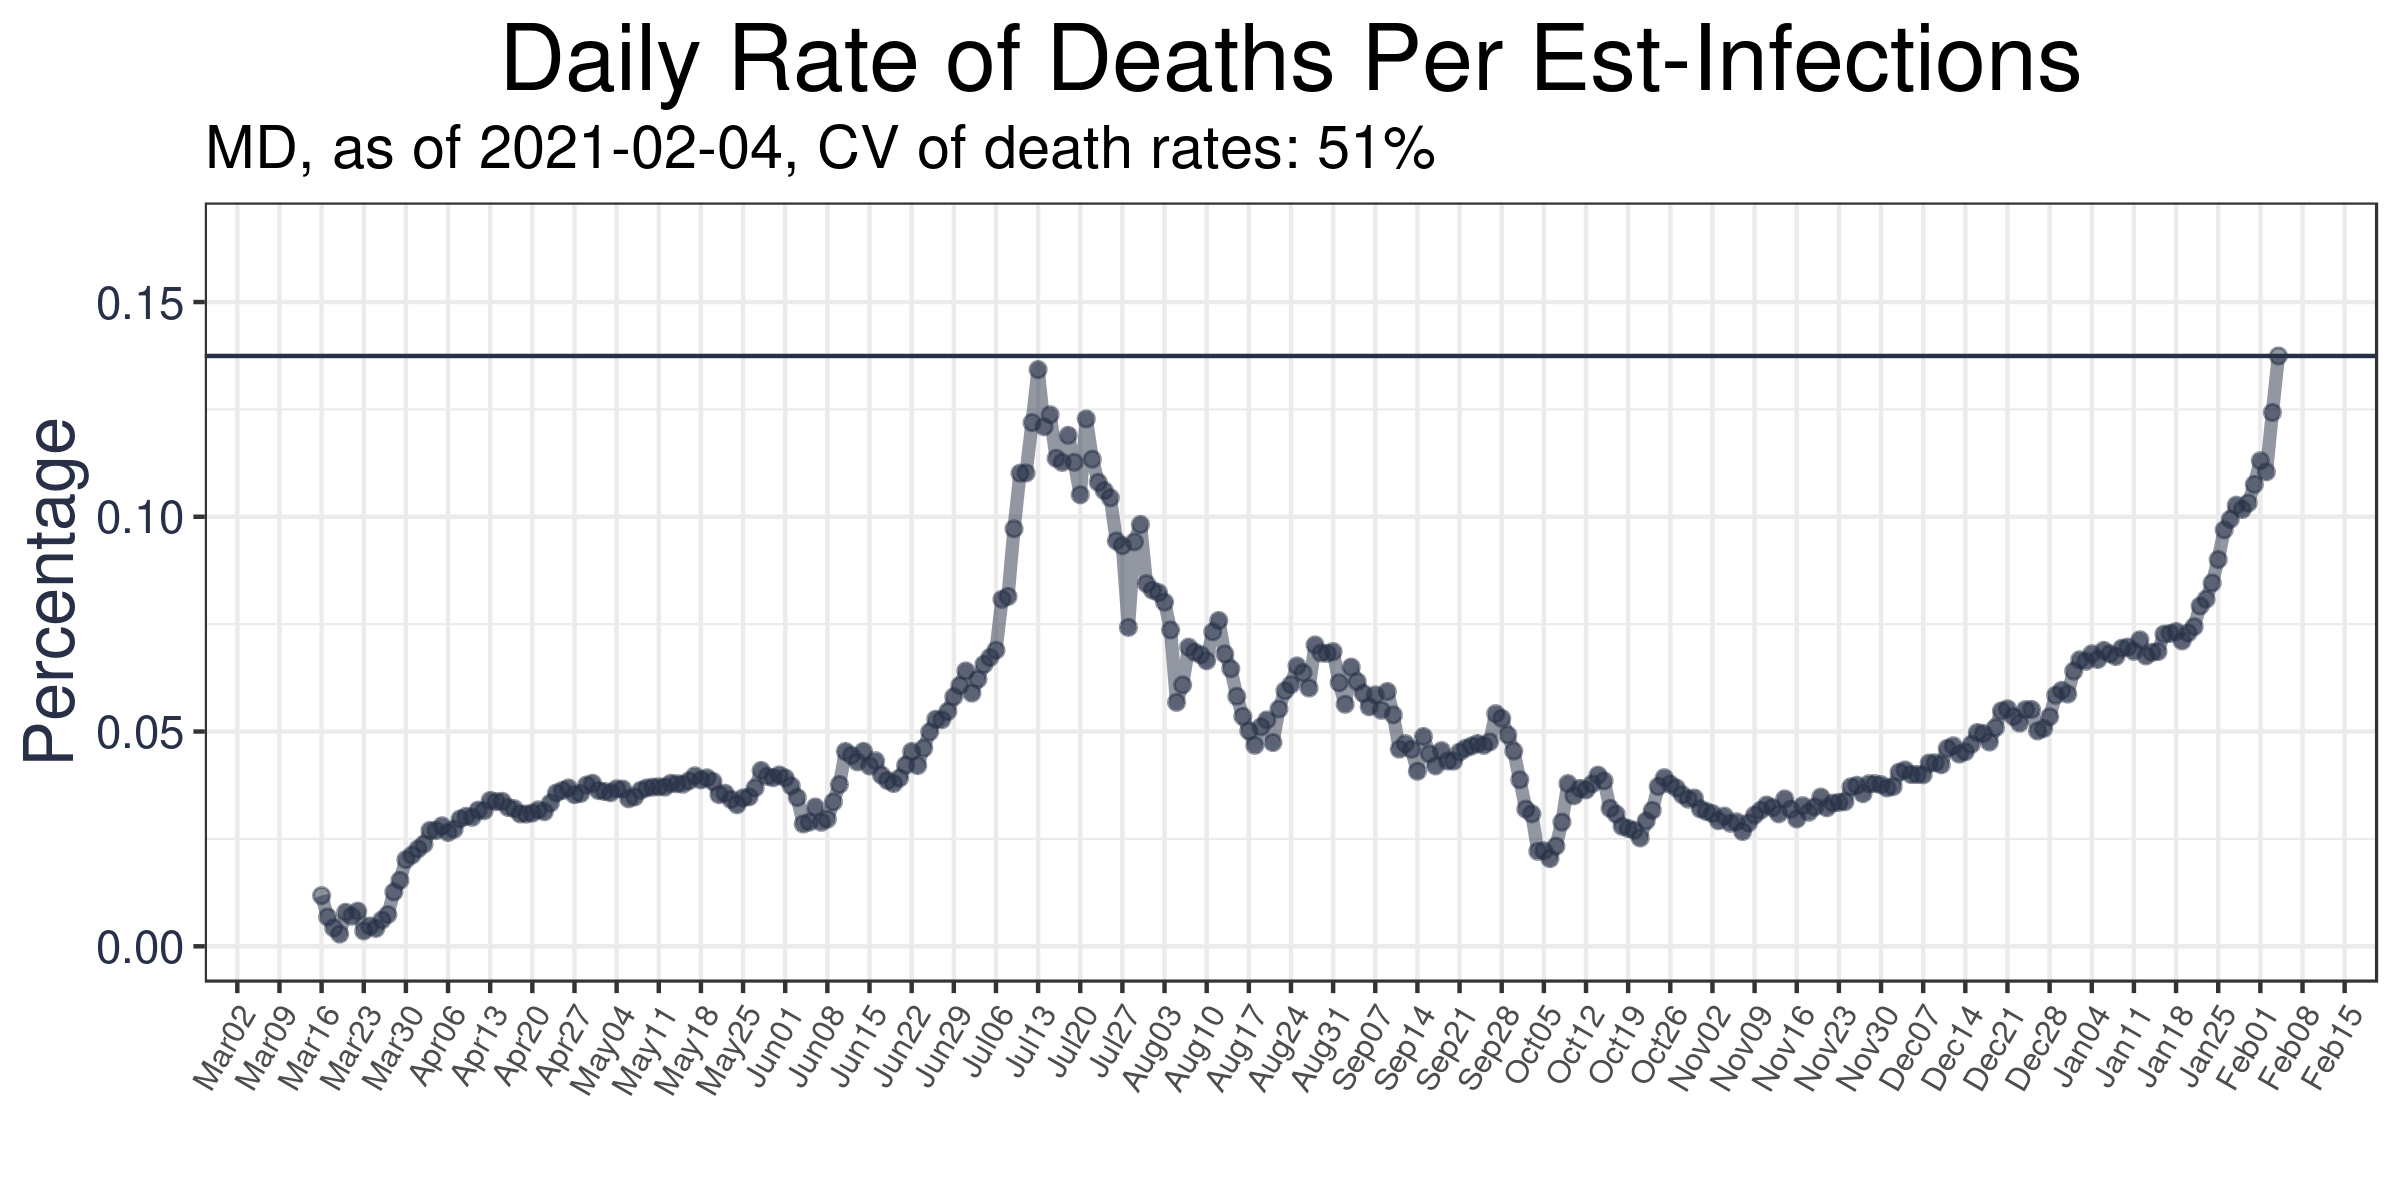 Daily Rate of Deaths Per Est-Infections
MD, as of 2021-02-04, CV of death rates: 51%
Percentage
0.15
0.10
0.05
0.00
Mar02
Mar09
Mar16
Mar23
Mar30
Apr06
Apr13
Apr20
Apr27
May04
May11
May18
May25
Jun01
Jun08
Jun15
Jun22
Jun29
Jul06
Jul13
Jul20
Jul27
Aug03
Aug10
Aug17
Aug24
Aug31
Sep07
Sep14
Sep21
Sep28
Oct05
Oct12
Oct19
Oct26
Nov02
Nov09
Nov16
Nov23
Nov30
Dec07
Dec14
Dec21
Dec28
Jan04
Jan11
Jan18
Jan25
Feb01
Feb08
Feb15